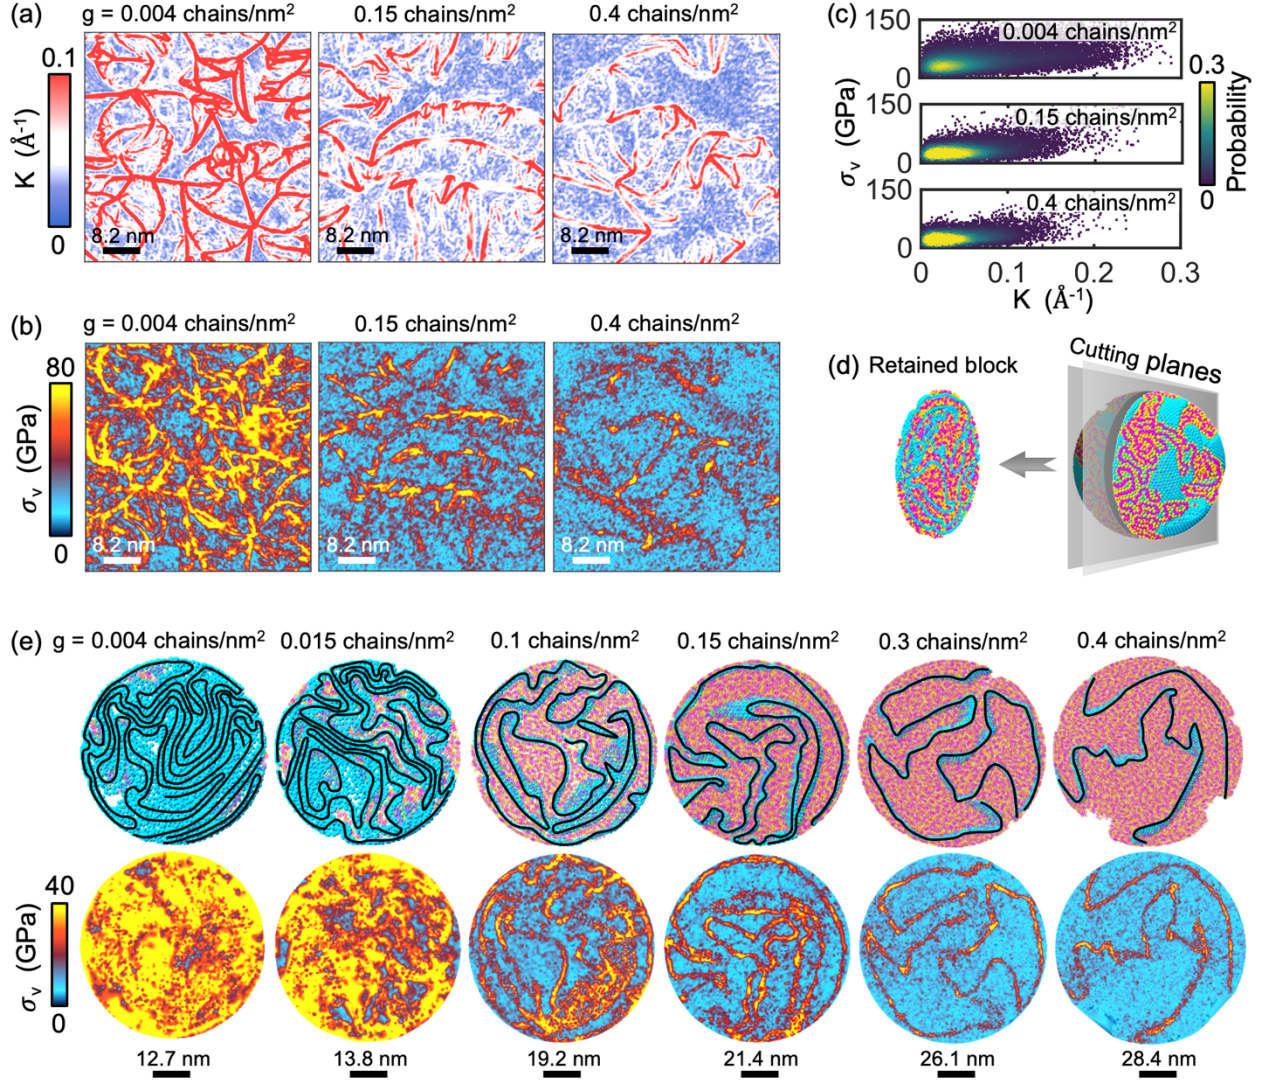 (a) g = 0.004 chains/nm² 0.15 chains/nm² 0.4 chains/nm²
0.1
K (Å⁻¹)
0
8.2 nm 8.2 nm 8.2 nm
(b) g = 0.004 chains/nm² 0.15 chains/nm² 0.4 chains/nm²
80
σᵥ (GPa)
0
8.2 nm 8.2 nm 8.2 nm
(c)
150 0.004 chains/nm²
0
150 0.15 chains/nm²
0
150 0.4 chains/nm²
0
σᵥ (GPa)
0 0.1 0.2 0.3
K (Å⁻¹)
0.3
Probability
0
(d) Retained block Cutting planes
(e) g = 0.004 chains/nm² 0.015 chains/nm² 0.1 chains/nm² 0.15 chains/nm² 0.3 chains/nm² 0.4 chains/nm²
40
σᵥ (GPa)
0
12.7 nm 13.8 nm 19.2 nm 21.4 nm 26.1 nm 28.4 nm